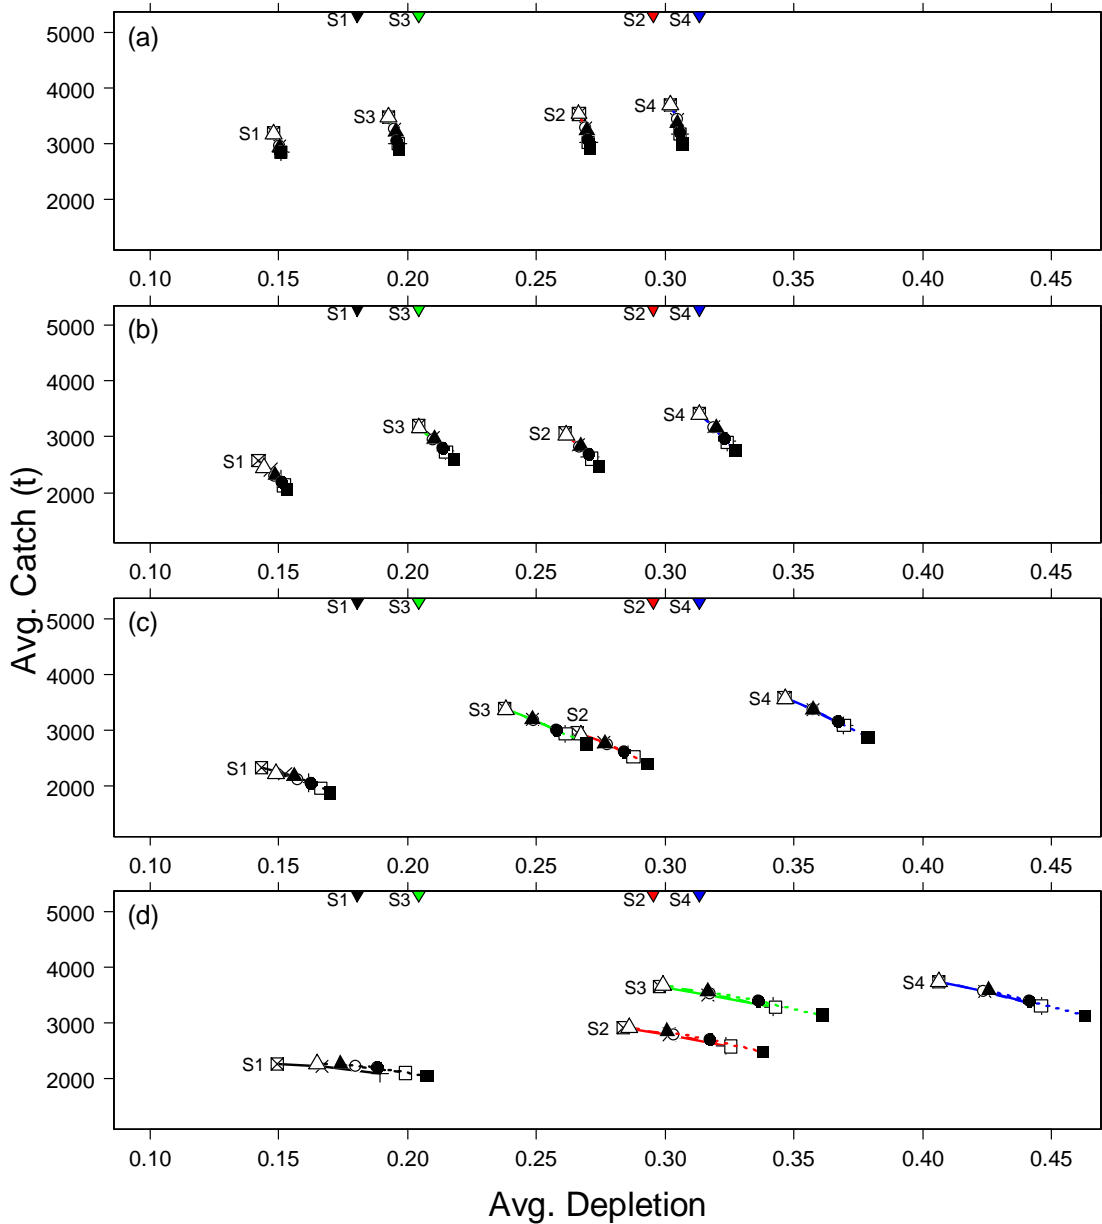 S1 S3 S2 S4
5000 (a)
4000
S4
S3 S2
S1
3000
2000
0.10 0.15 0.20 0.25 0.30 0.35 0.40 0.45
S1 S3 S2 S4
5000 (b)
4000
S4
S3 S2
3000
S1
2000
0.10 0.15 0.20 0.25 0.30 0.35 0.40 0.45
Avg. Catch (t)
S1 S3 S2 S4
5000 (c)
4000
S4
S3 S2
3000
S1
2000
0.10 0.15 0.20 0.25 0.30 0.35 0.40 0.45
S1 S3 S2 S4
5000 (d)
4000
S3 S4
3000
S2
S1
2000
0.10 0.15 0.20 0.25 0.30 0.35 0.40 0.45
Avg. Depletion